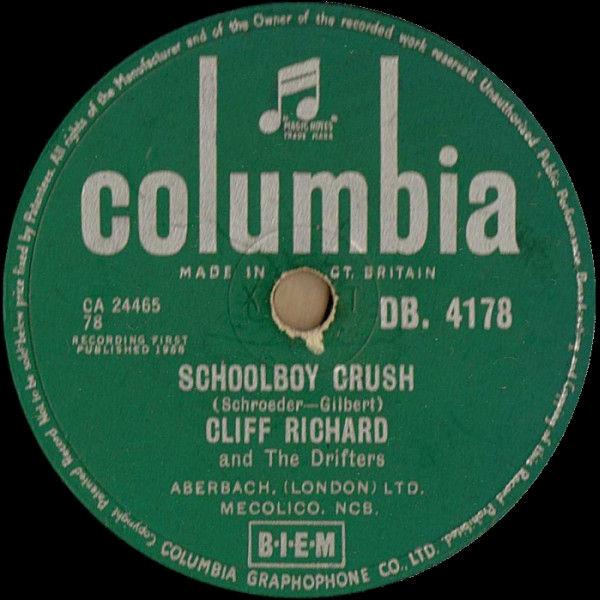 Copyright. Patented Record Not to be sold below price fixed by Patentees. All rights of the Manufacturer and of the Owner of the recorded work reserved. Unauthorized Public Performance Broadcasting and Copying of this Record Prohibited.
"MAGIC NOTES"
TRADE MARK
columbia
MADE IN GT. BRITAIN
CA 24465
DB. 4178
78
RECORDING FIRST
PUBLISHED 1958
SCHOOLBOY CRUSH
(Schroeder—Gilbert)
CLIFF RICHARD
and The Drifters
ABERBACH, (LONDON) LTD.
MECOLICO. NCB.
B·I·E·M
COLUMBIA GRAPHOPHONE CO., LTD.